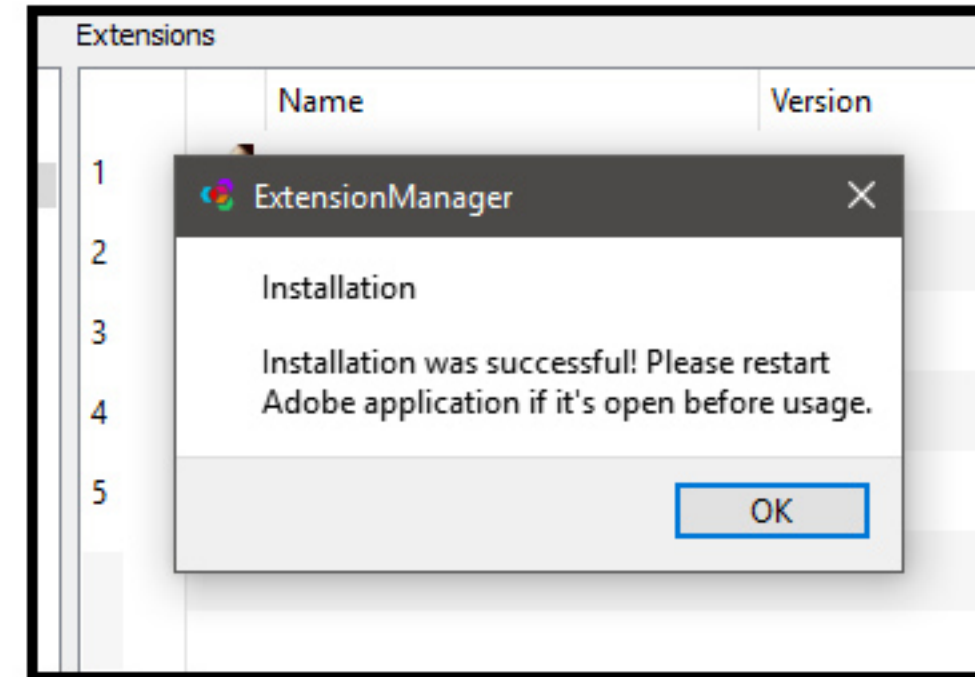 Extensions
Name Version
1
ExtensionManager
2
Installation
3
Installation was successful! Please restart
Adobe application if it's open before usage.
4
5
OK